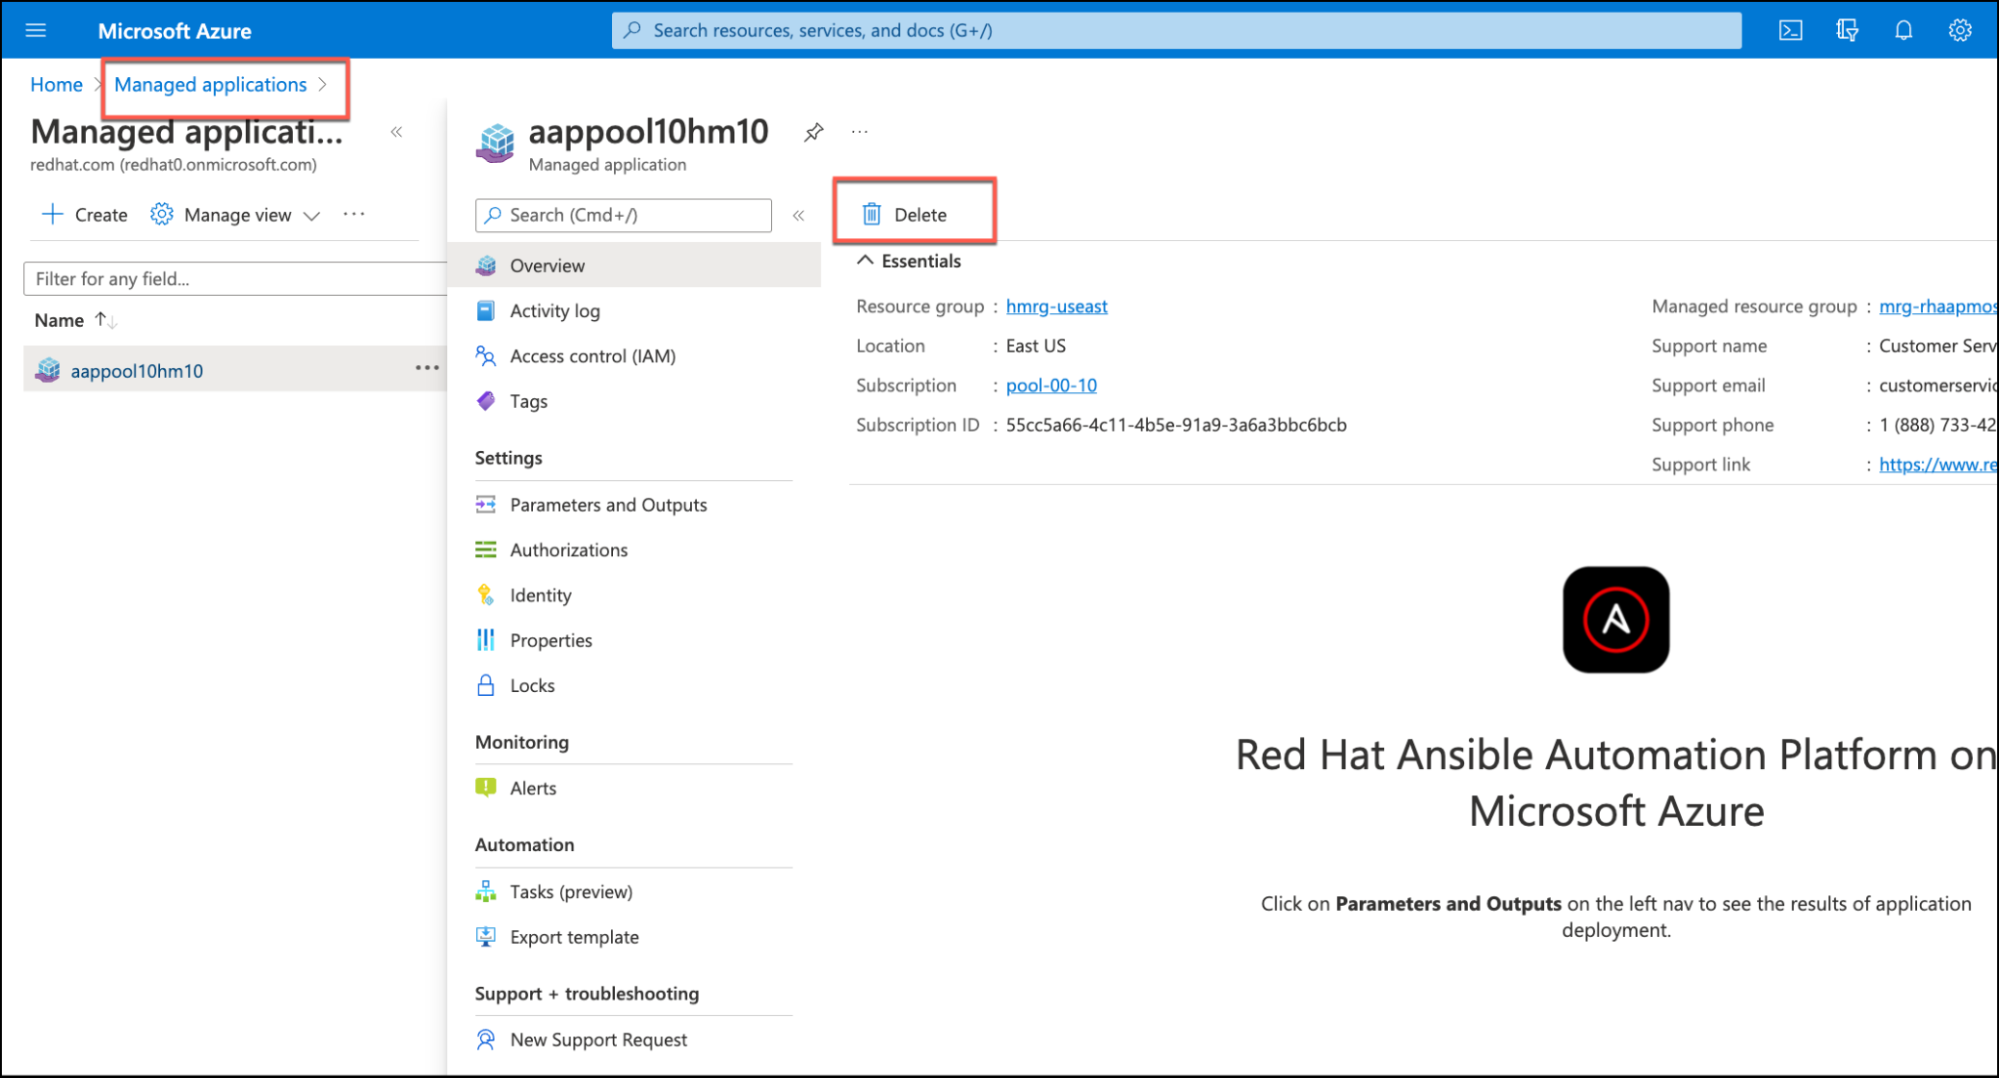 Microsoft Azure
Search resources, services, and docs (G+/)
Home
Managed applications
Managed applicati...
redhat.com (redhat0.onmicrosoft.com)
Create
Manage view
Filter for any field...
Name
aappool10hm10
aappool10hm10
Managed application
Search (Cmd+/)
Overview
Activity log
Access control (IAM)
Tags
Settings
Parameters and Outputs
Authorizations
Identity
Properties
Locks
Monitoring
Alerts
Automation
Tasks (preview)
Export template
Support + troubleshooting
New Support Request
Delete
Essentials
Resource group : hmrg-useast
Location : East US
Subscription : pool-00-10
Subscription ID : 55cc5a66-4c11-4b5e-91a9-3a6a3bbc6bcb
Managed resource group : mrg-rhaapmos
Support name : Customer Serv
Support email : customerservic
Support phone : 1 (888) 733-42
Support link : https://www.re
Red Hat Ansible Automation Platform on
Microsoft Azure
Click on Parameters and Outputs on the left nav to see the results of application
deployment.